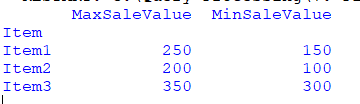 MaxSaleValue MinSaleValue
Item
Item1 250 150
Item2 200 100
Item3 350 300